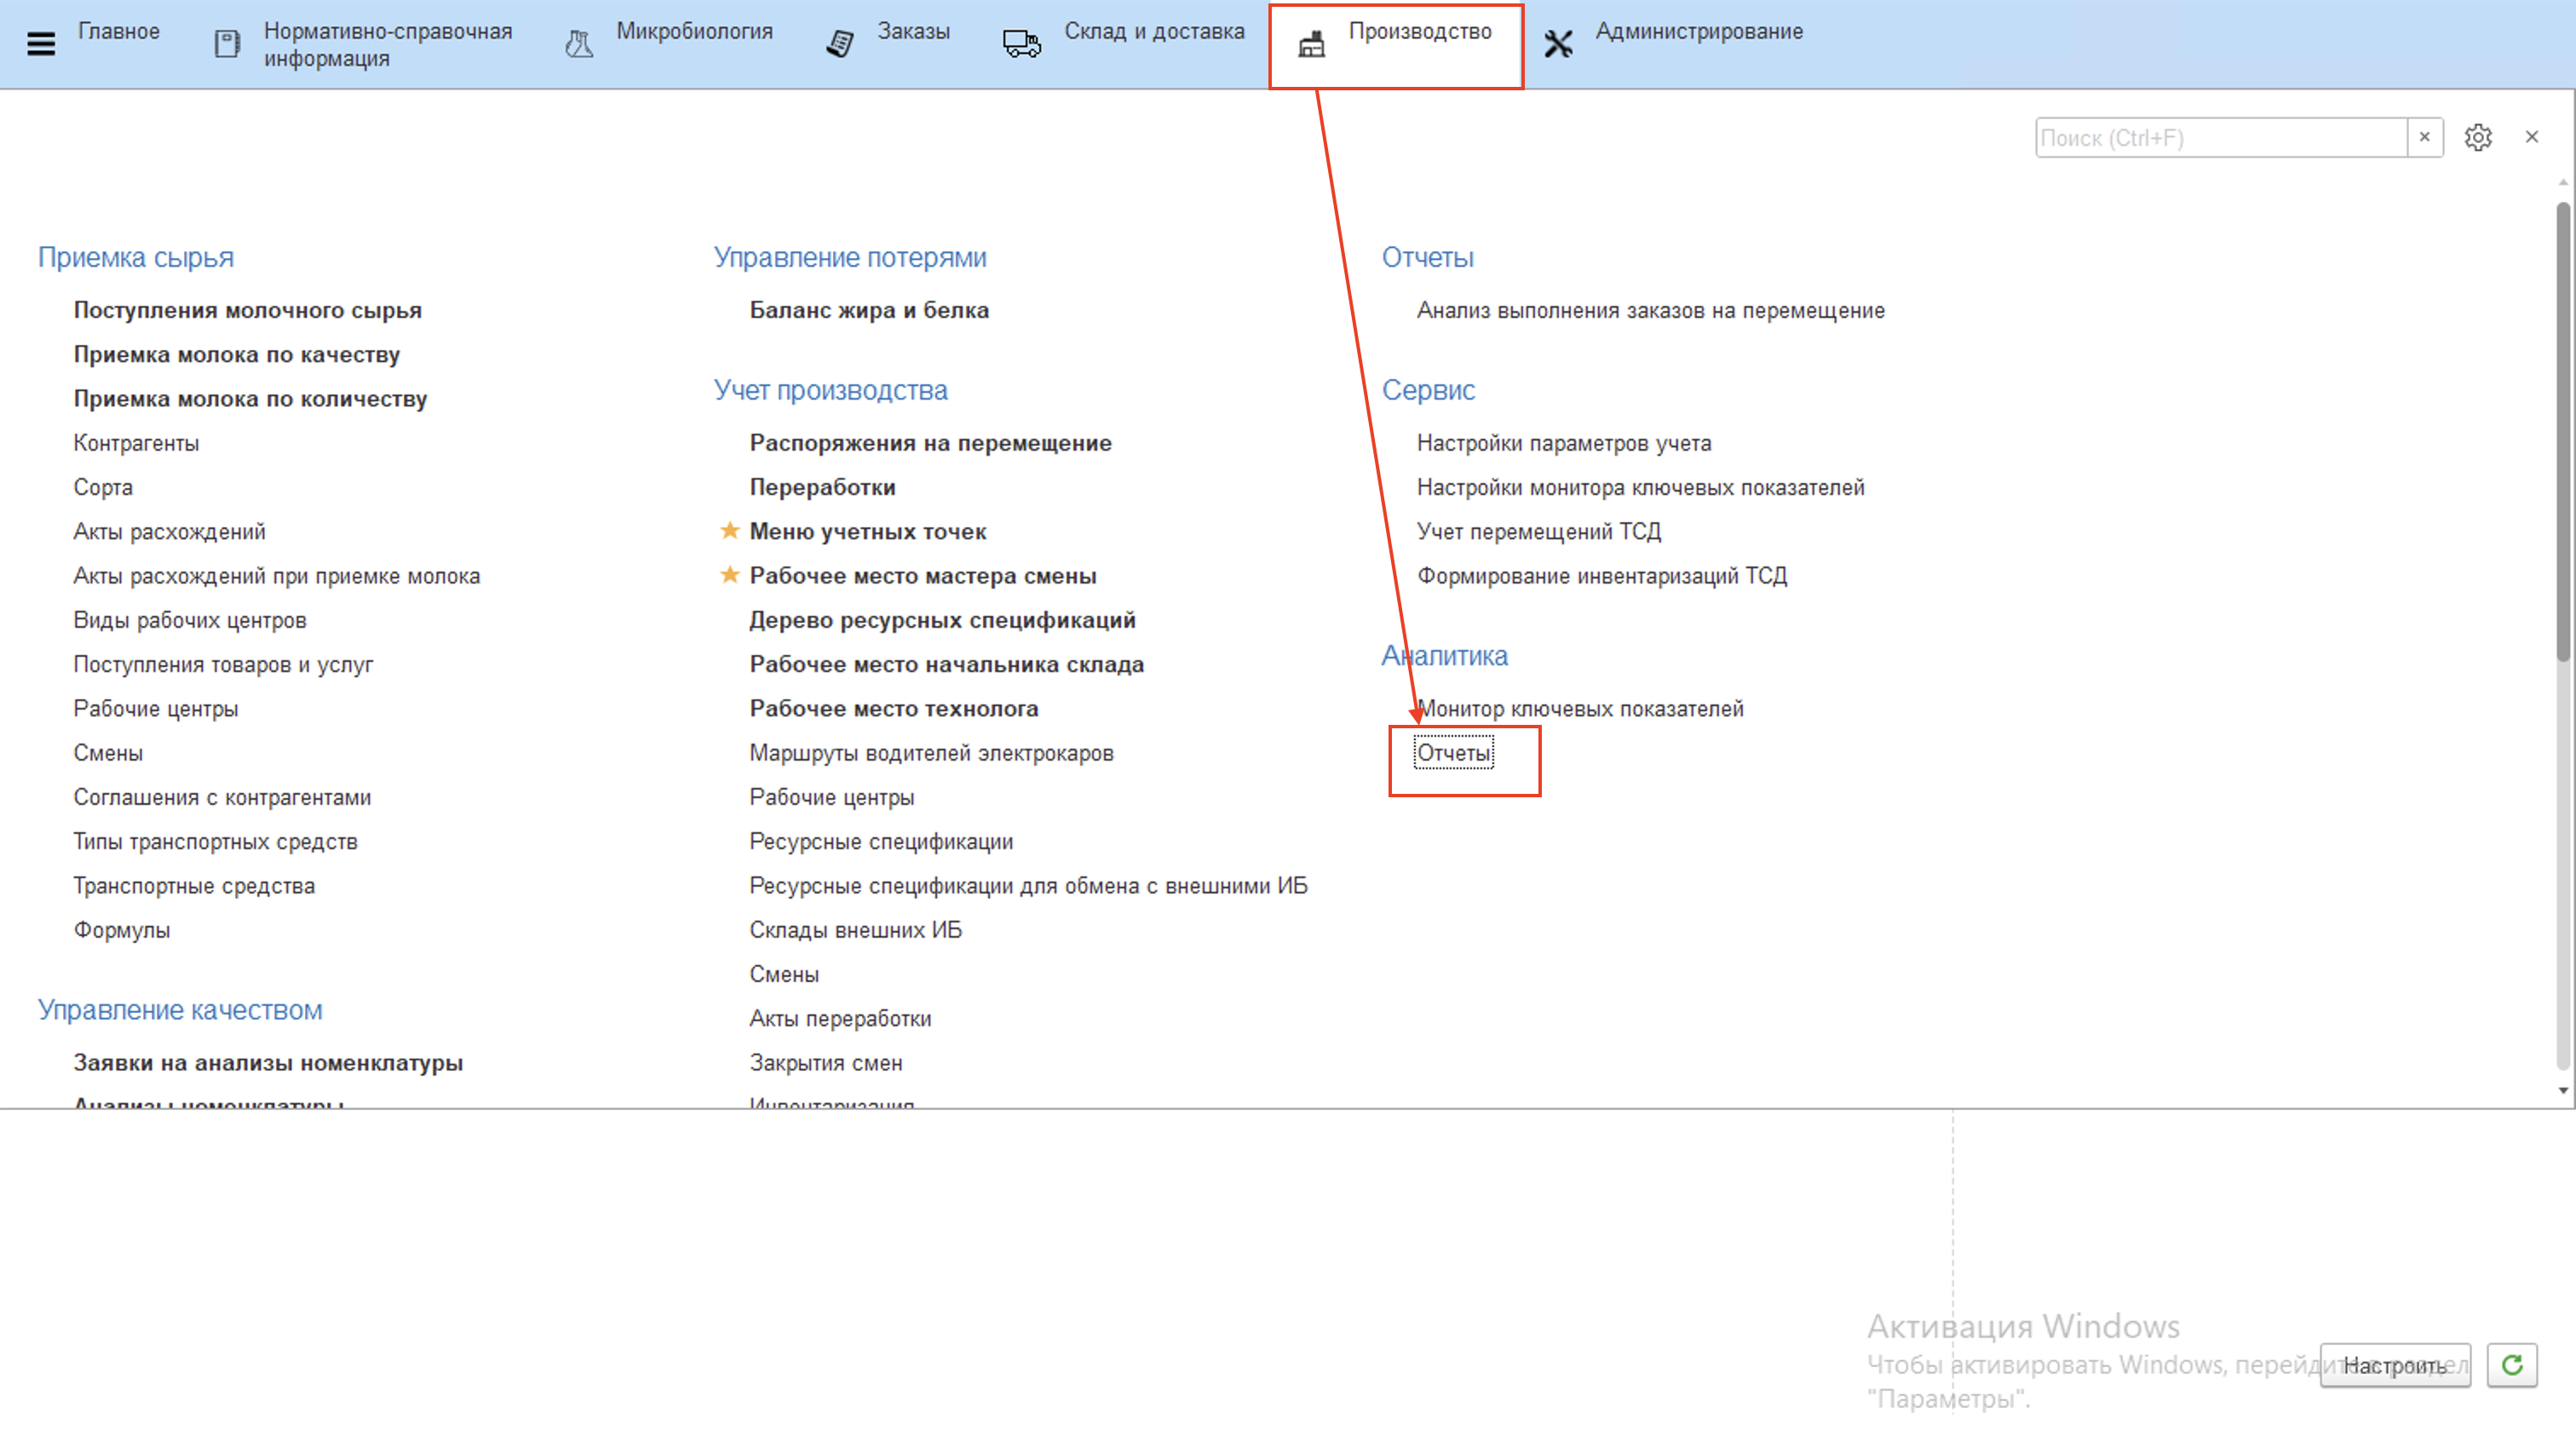 Главное
Нормативно-справочная
информация
Микробиология
Заказы
Склад и доставка
Производство
Администрирование
Поиск (Ctrl+F)
Приемка сырья
Поступления молочного сырья
Приемка молока по качеству
Приемка молока по количеству
Контрагенты
Сорта
Акты расхождений
Акты расхождений при приемке молока
Виды рабочих центров
Поступления товаров и услуг
Рабочие центры
Смены
Соглашения с контрагентами
Типы транспортных средств
Транспортные средства
Формулы
Управление качеством
Заявки на анализы номенклатуры
Анализы номенклатуры
Управление потерями
Баланс жира и белка
Учет производства
Распоряжения на перемещение
Переработки
Меню учетных точек
Рабочее место мастера смены
Дерево ресурсных спецификаций
Рабочее место начальника склада
Рабочее место технолога
Маршруты водителей электрокаров
Рабочие центры
Ресурсные спецификации
Ресурсные спецификации для обмена с внешними ИБ
Склады внешних ИБ
Смены
Акты переработки
Закрытия смен
Инвентаризация
Отчеты
Анализ выполнения заказов на перемещение
Сервис
Настройки параметров учета
Настройки монитора ключевых показателей
Учет перемещений ТСД
Формирование инвентаризаций ТСД
Аналитика
Монитор ключевых показателей
Отчеты
Активация Windows
Чтобы активировать Windows, перейдите в раздел
"Параметры".
Настроить